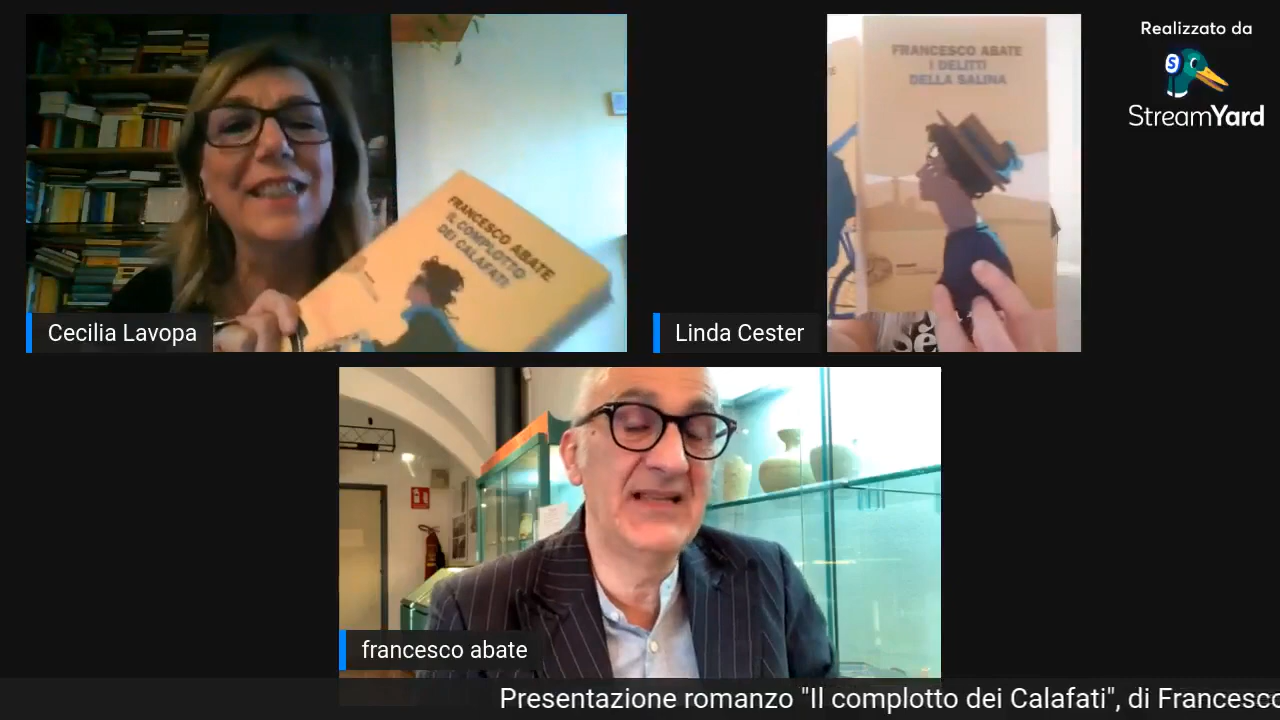 Realizzato da
StreamYard
FRANCESCO ABATE
IL COMPLOTTO
DEI CALAFATI
FRANCESCO ABATE
I DELITTI
DELLA SALINA
Cecilia Lavopa
Linda Cester
francesco abate
Presentazione romanzo "Il complotto dei Calafati", di Francesco